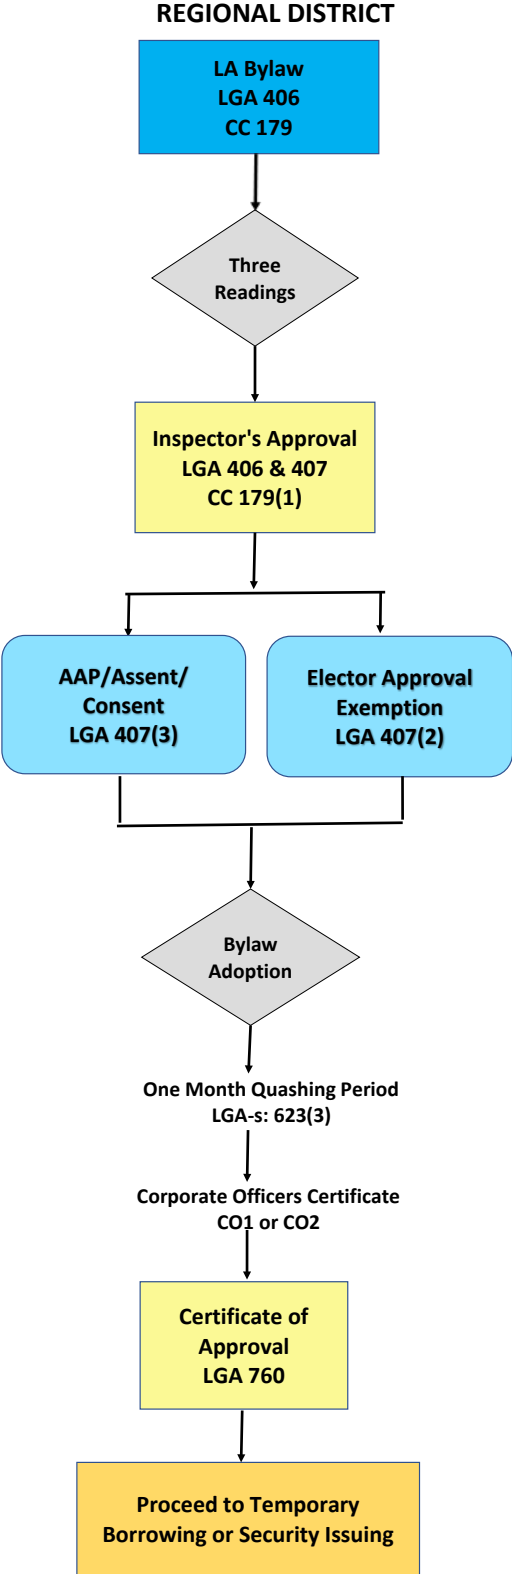 REGIONAL DISTRICT
LA Bylaw
LGA 406
CC 179
Three
Readings
Inspector's Approval
LGA 406 & 407
CC 179(1)
AAP/Assent/
Consent
LGA 407(3)
Elector Approval
Exemption
LGA 407(2)
Bylaw
Adoption
One Month Quashing Period
LGA-s: 623(3)
Corporate Officers Certificate
CO1 or CO2
Certificate of
Approval
LGA 760
Proceed to Temporary
Borrowing or Security Issuing